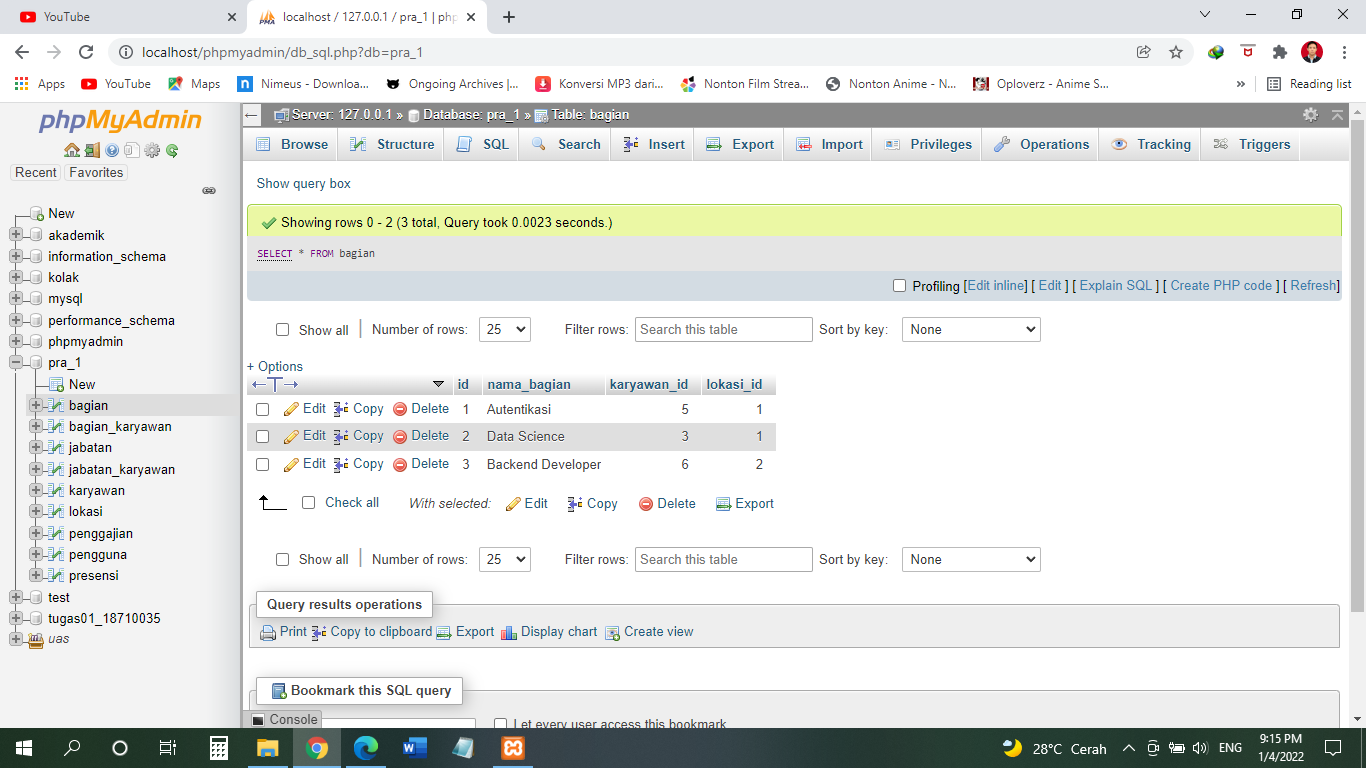 YouTube
localhost / 127.0.0.1 / pra_1 | php
localhost/phpmyadmin/db_sql.php?db=pra_1
Apps YouTube Maps Nimeus - Downloa... Ongoing Archives |... Konversi MP3 dari... Nonton Film Strea... Nonton Anime - N... Oploverz - Anime S... » Reading list
phpMyAdmin
Recent Favorites
New
akademik
information_schema
kolak
mysql
performance_schema
phpmyadmin
pra_1
New
bagian
bagian_karyawan
jabatan
jabatan_karyawan
karyawan
lokasi
penggajian
pengguna
presensi
test
tugas01_18710035
uas
Server: 127.0.0.1 » Database: pra_1 » Table: bagian
Browse Structure SQL Search Insert Export Import Privileges Operations Tracking Triggers
Show query box
Showing rows 0 - 2 (3 total, Query took 0.0023 seconds.)
SELECT * FROM bagian
Profiling [Edit inline] [ Edit ] [ Explain SQL ] [ Create PHP code ] [ Refresh]
Show all Number of rows: 25 Filter rows: Search this table Sort by key: None
+ Options
id nama_bagian karyawan_id lokasi_id
Edit Copy Delete 1 Autentikasi 5 1
Edit Copy Delete 2 Data Science 3 1
Edit Copy Delete 3 Backend Developer 6 2
Check all With selected: Edit Copy Delete Export
Show all Number of rows: 25 Filter rows: Search this table Sort by key: None
Query results operations
Print Copy to clipboard Export Display chart Create view
Bookmark this SQL query
Console
Let every user access this bookmark
28°C Cerah ENG 9:15 PM
1/4/2022